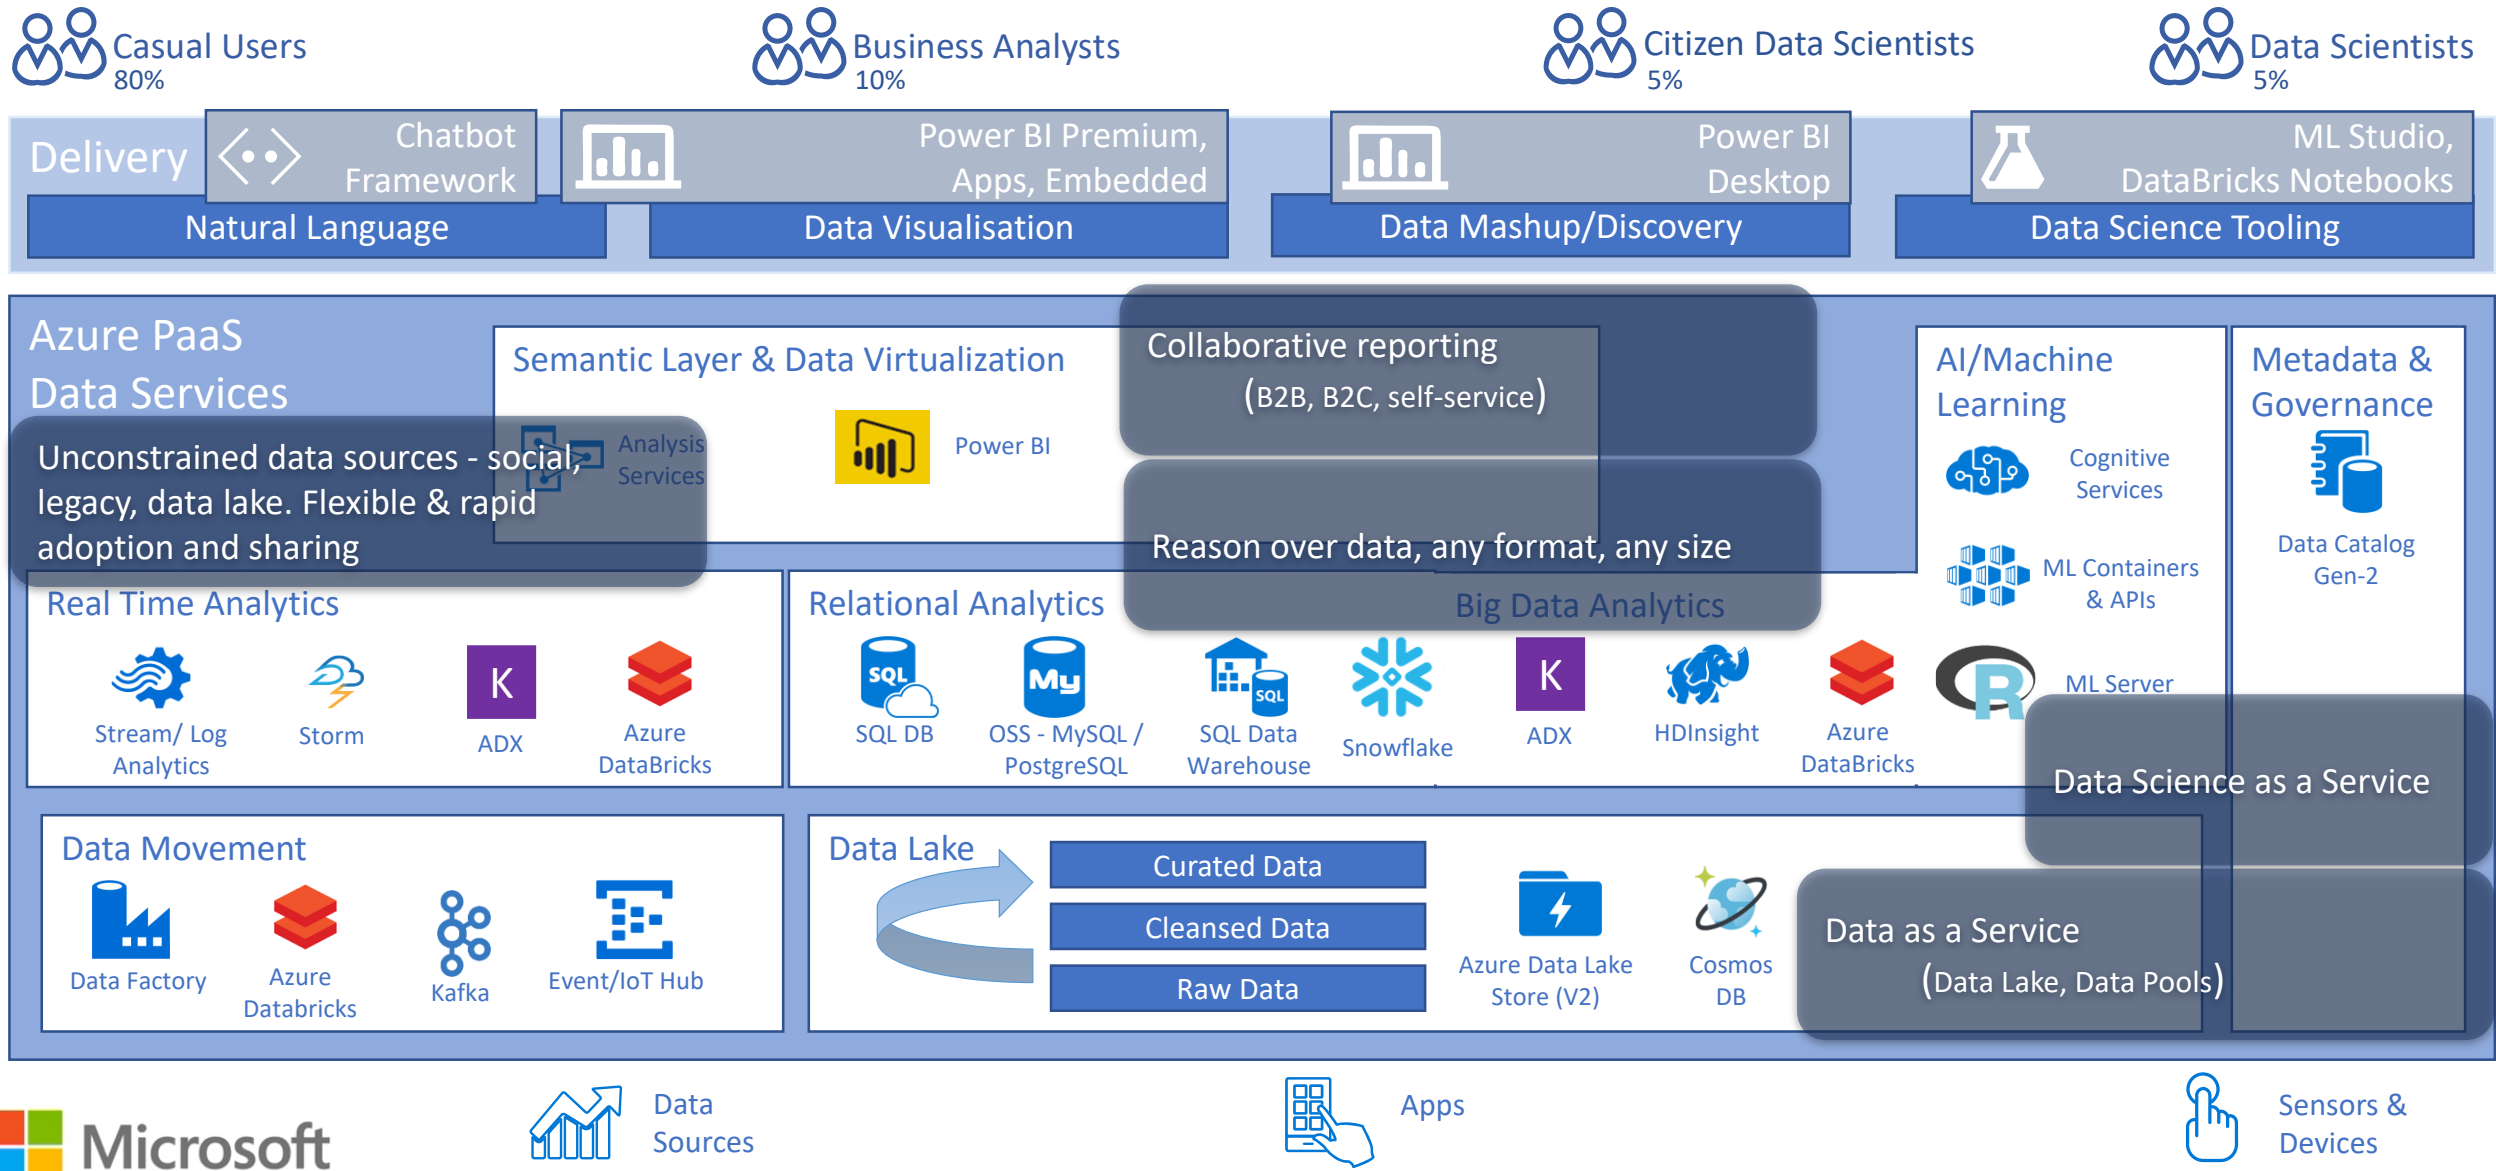 Casual Users
80%
Business Analysts
10%
Citizen Data Scientists
5%
Data Scientists
5%
Delivery
Chatbot
Framework
Natural Language
Power BI Premium,
Apps, Embedded
Data Visualisation
Power BI
Desktop
Data Mashup/Discovery
ML Studio,
DataBricks Notebooks
Data Science Tooling
Azure PaaS
Data Services
Semantic Layer & Data Virtualization
Analysis
Services
Power BI
Collaborative reporting
(B2B, B2C, self-service)
Unconstrained data sources - social,
legacy, data lake. Flexible & rapid
adoption and sharing
Reason over data, any format, any size
AI/Machine
Learning
Cognitive
Services
ML Containers
& APIs
R
ML Server
Metadata &
Governance
Data Catalog
Gen-2
Real Time Analytics
Stream/ Log
Analytics
Storm
K
ADX
Azure
DataBricks
Relational Analytics
SQL
SQL DB
My
OSS - MySQL /
PostgreSQL
SQL
SQL Data
Warehouse
Snowflake
Big Data Analytics
K
ADX
HDInsight
Azure
DataBricks
Data Science as a Service
Data Movement
Data Factory
Azure
Databricks
Kafka
Event/IoT Hub
Data Lake
Curated Data
Cleansed Data
Raw Data
Azure Data Lake
Store (V2)
Cosmos
DB
Data as a Service
(Data Lake, Data Pools)
Microsoft
Data
Sources
Apps
Sensors &
Devices